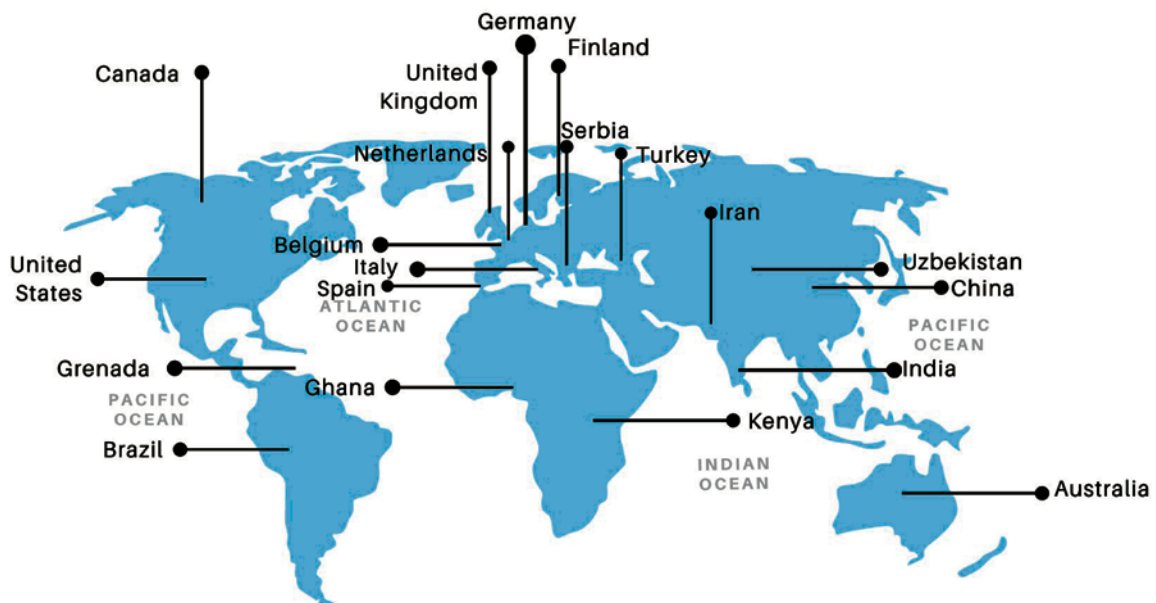 Germany
Finland
Canada
United
Kingdom
Serbia
Netherlands
Turkey
Iran
Belgium
United
States
Italy
Uzbekistan
Spain
China
ATLANTIC
OCEAN
PACIFIC
OCEAN
Grenada
India
Ghana
PACIFIC
OCEAN
Kenya
Brazil
INDIAN
OCEAN
Australia